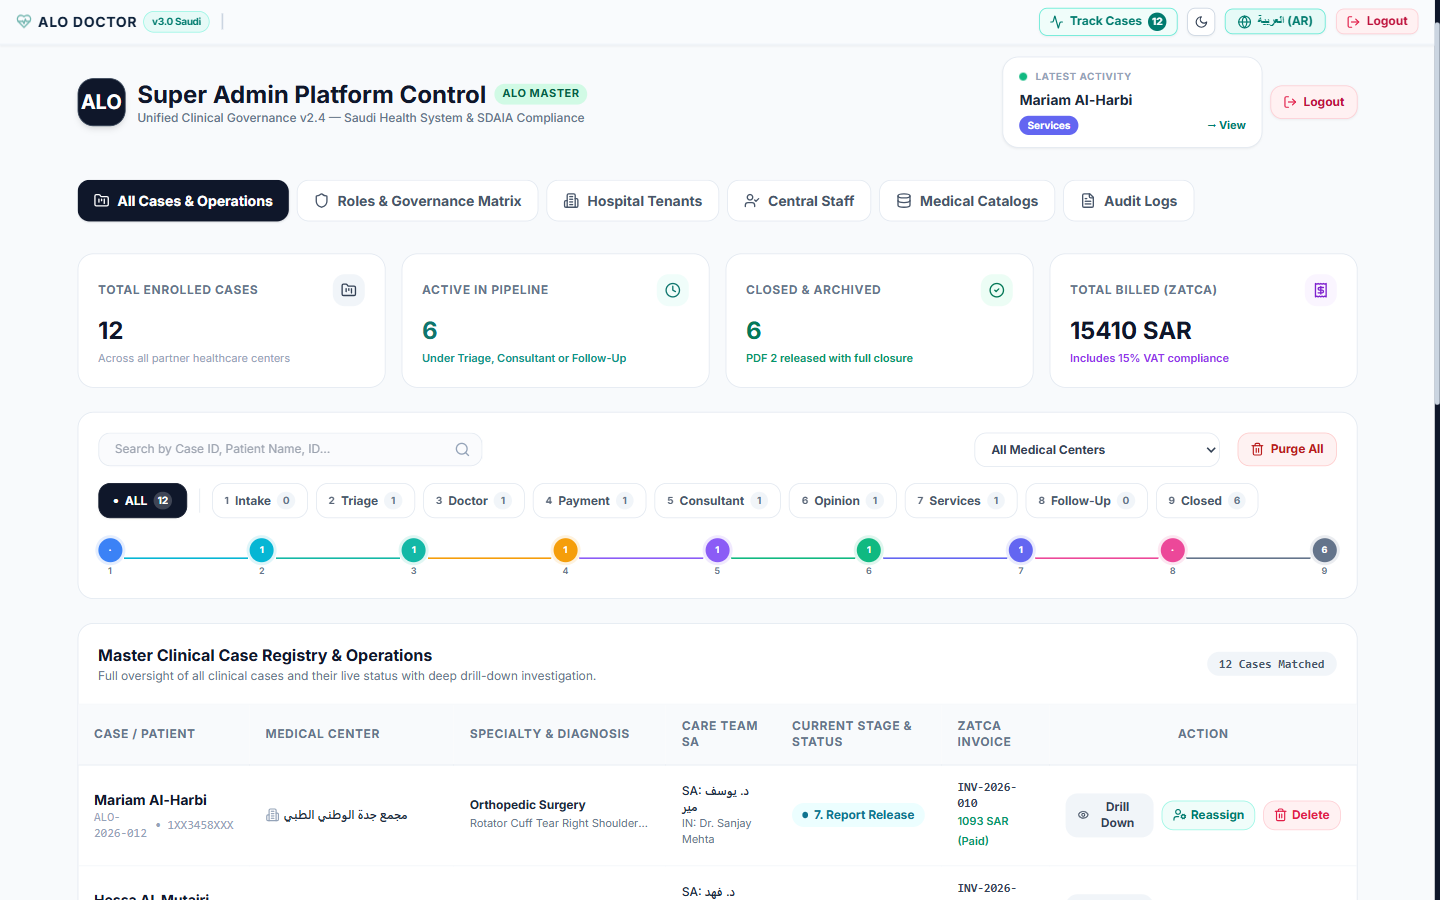 ALO DOCTOR v3.0 Saudi
Track Cases 12
العربية (AR)
Logout
ALO
Super Admin Platform Control ALO MASTER
Unified Clinical Governance v2.4 — Saudi Health System & SDAIA Compliance
LATEST ACTIVITY
Mariam Al-Harbi
Services → View
Logout
All Cases & Operations
Roles & Governance Matrix
Hospital Tenants
Central Staff
Medical Catalogs
Audit Logs
TOTAL ENROLLED CASES
12
Across all partner healthcare centers
ACTIVE IN PIPELINE
6
Under Triage, Consultant or Follow-Up
CLOSED & ARCHIVED
6
PDF 2 released with full closure
TOTAL BILLED (ZATCA)
15410 SAR
Includes 15% VAT compliance
Search by Case ID, Patient Name, ID...
All Medical Centers
Purge All
• ALL 12
1 Intake 0
2 Triage 1
3 Doctor 1
4 Payment 1
5 Consultant 1
6 Opinion 1
7 Services 1
8 Follow-Up 0
9 Closed 6
· 1 1 1 1 1 1 · 6
1 2 3 4 5 6 7 8 9
Master Clinical Case Registry & Operations
Full oversight of all clinical cases and their live status with deep drill-down investigation.
12 Cases Matched
CASE / PATIENT
MEDICAL CENTER
SPECIALTY & DIAGNOSIS
CARE TEAM
SA
CURRENT STAGE &
STATUS
ZATCA
INVOICE
ACTION
Mariam Al-Harbi
ALO-
2026-012 • 1XX3458XXX
مجمع جدة الوطني الطبي
Orthopedic Surgery
Rotator Cuff Tear Right Shoulder...
SA: د. يوسف
مير
IN: Dr. Sanjay
Mehta
• 7. Report Release
INV-2026-
010
1093 SAR
(Paid)
Drill
Down
Reassign
Delete
Hessa Al-Mutairi
SA: د. فهد
INV-2026-